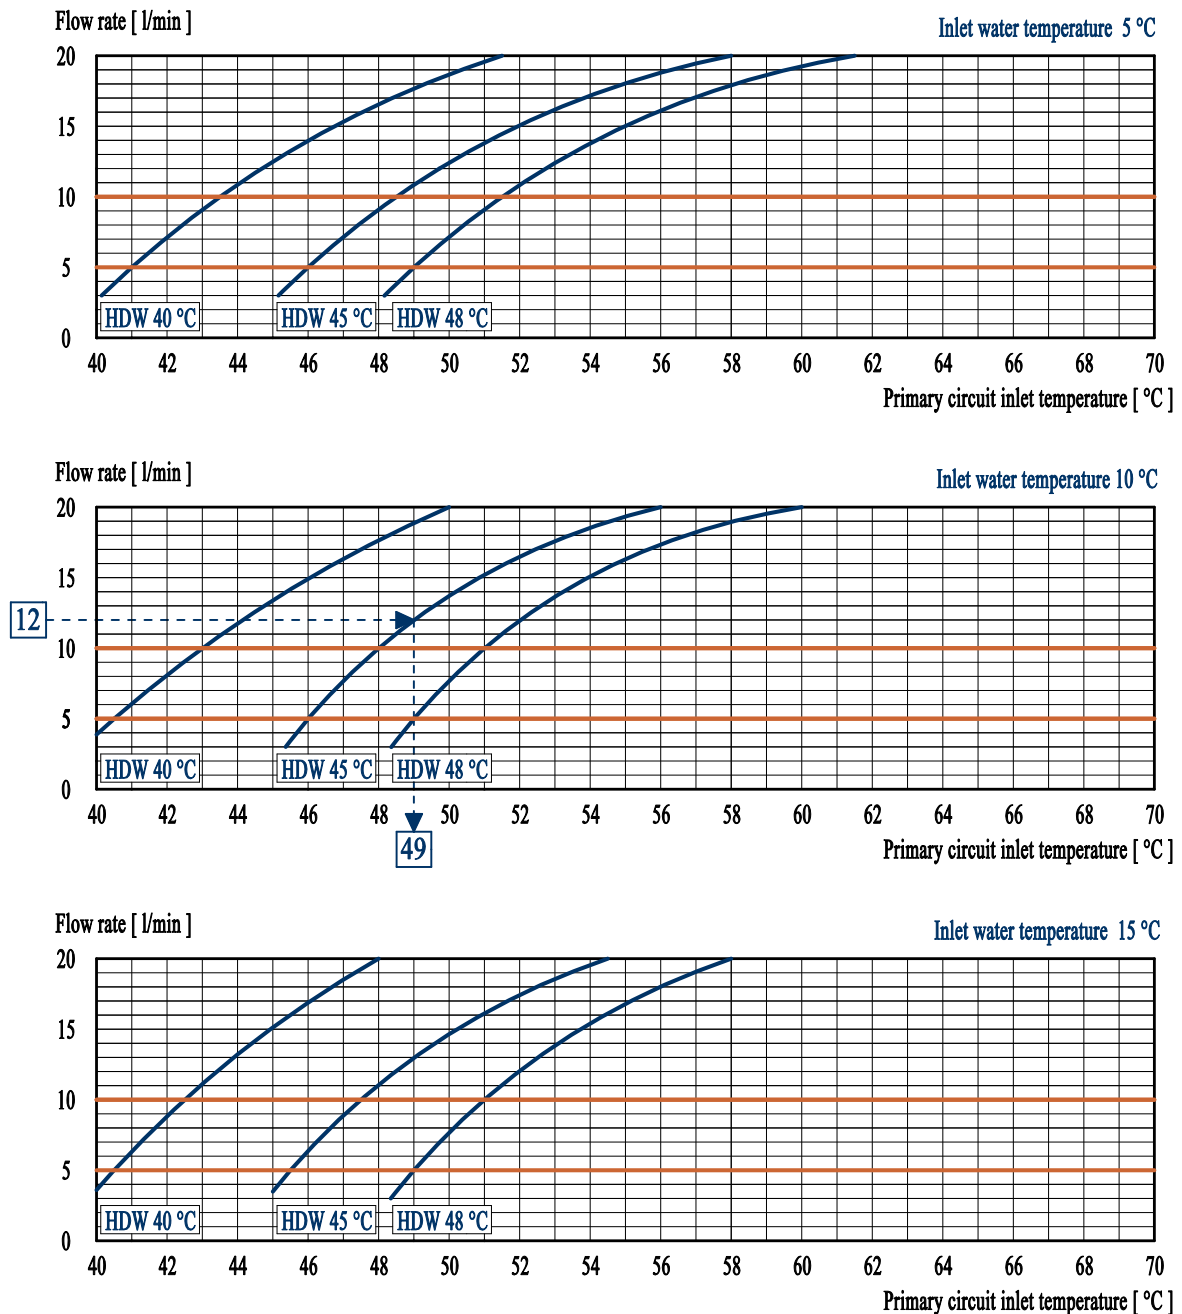 Flow rate [ l/min ]
Inlet water temperature 5 °C
20
15
10
5
0
HDW 40 °C HDW 45 °C HDW 48 °C
40 42 44 46 48 50 52 54 56 58 60 62 64 66 68 70
Primary circuit inlet temperature [ °C ]
Flow rate [ l/min ]
Inlet water temperature 10 °C
20
15
12
10
5
0
HDW 40 °C HDW 45 °C HDW 48 °C
40 42 44 46 48 50 52 54 56 58 60 62 64 66 68 70
49
Primary circuit inlet temperature [ °C ]
Flow rate [ l/min ]
Inlet water temperature 15 °C
20
15
10
5
0
HDW 40 °C HDW 45 °C HDW 48 °C
40 42 44 46 48 50 52 54 56 58 60 62 64 66 68 70
Primary circuit inlet temperature [ °C ]